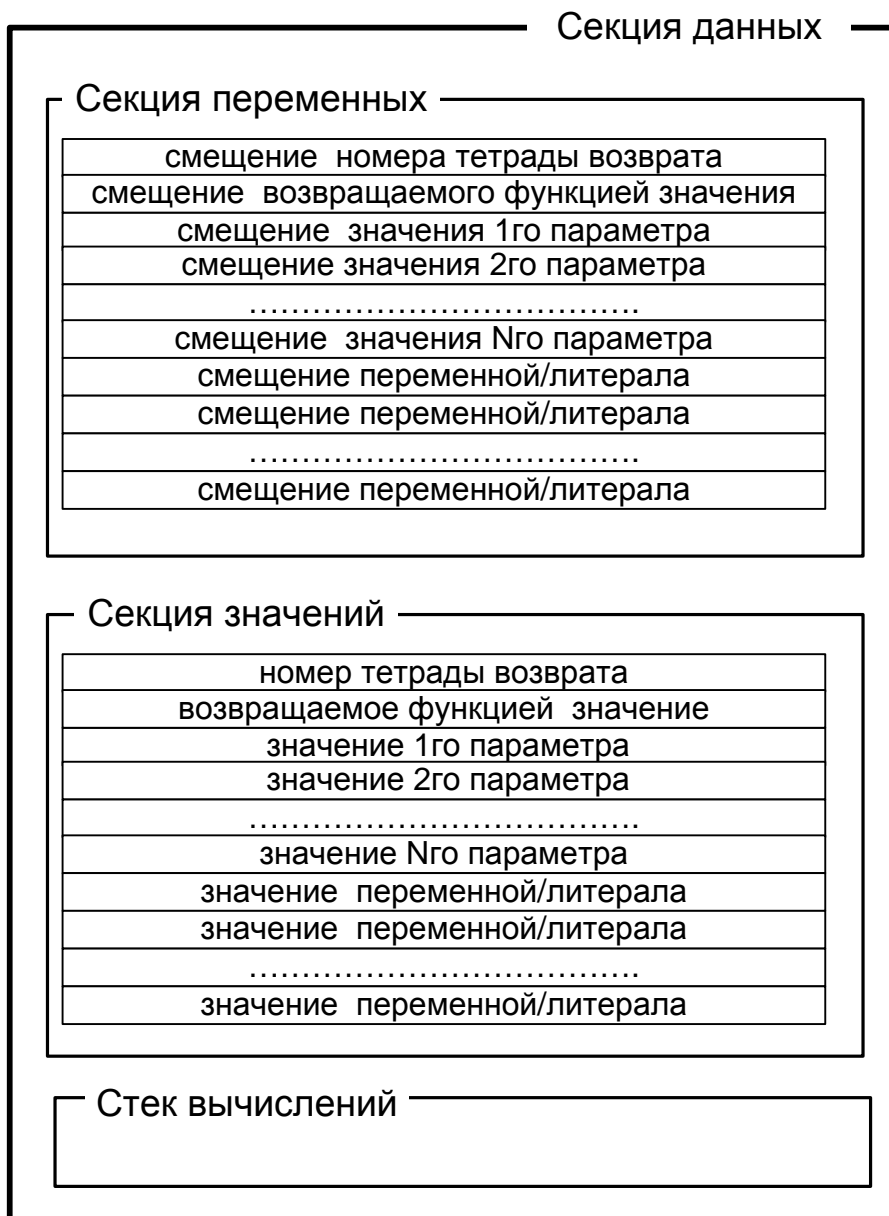 Секция данных
Секция переменных
смещение номера тетрады возврата
смещение возвращаемого функцией значения
смещение значения 1го параметра
смещение значения 2го параметра
……………………………….
смещение значения Nго параметра
смещение переменной/литерала
смещение переменной/литерала
……………………………….
смещение переменной/литерала
Секция значений
номер тетрады возврата
возвращаемое функцией значение
значение 1го параметра
значение 2го параметра
……………………………….
значение Nго параметра
значение переменной/литерала
значение переменной/литерала
……………………………….
значение переменной/литерала
Стек вычислений